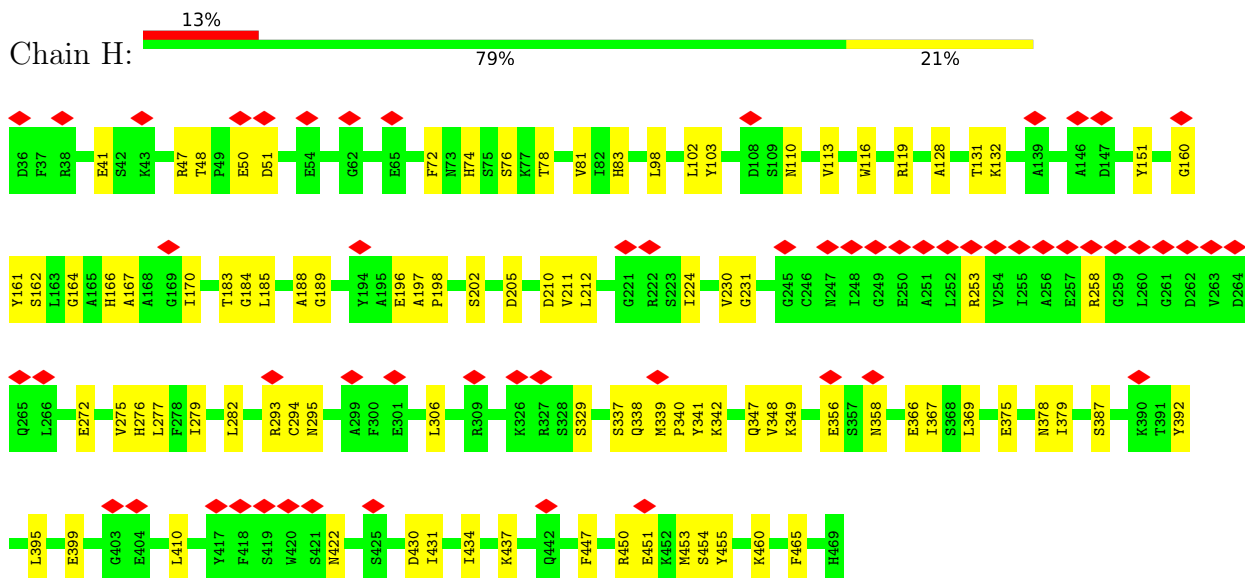 13%
Chain H:
79% 21%
D36 F37 R38 E41 S42 K43 R47 T48 P49 E50 D51 E54 G62 E65 F72 N73 H74 S75 S76 K77 T78 V81 I82 H83 L98 L102 Y103 D108 S109 N110 V113 W116 R119 A128 T131 K132 A139 A146 D147 Y151 G160
Y161 S162 L163 G164 A165 H166 A167 A168 G169 I170 T183 G184 L185 A188 G189 Y194 A195 E196 A197 P198 S202 D205 D210 V211 L212 G221 R222 S223 I224 V230 G231 G245 C246 N247 I248 G249 E250 A251 L252 R253 V254 I255 A256 E257 R258 G259 L260 G261 D262 V263 D264
Q265 L266 E272 V275 H276 L277 F278 I279 L282 R293 C294 N295 A299 F300 E301 L306 R309 K326 R327 S328 S329 S337 Q338 M339 P340 Y341 K342 Q347 V348 K349 E356 S357 N358 E366 I367 S368 L369 E375 N378 I379 S387 K390 T391 Y392
L395 E399 G403 E404 L410 Y417 F418 S419 W420 S421 N422 S425 D430 I431 I434 K437 Q442 F447 R450 E451 K452 M453 S454 Y455 K460 F465 H469